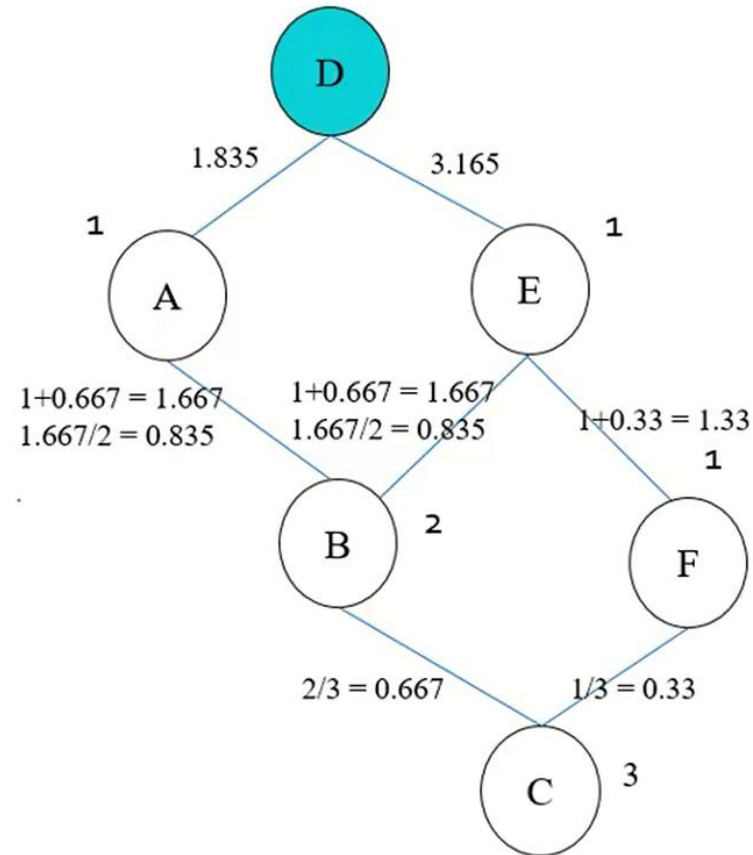 D
1.835
3.165
1
1
A
E
1+0.667 = 1.667
1.667/2 = 0.835
1+0.667 = 1.667
1.667/2 = 0.835
1+0.33 = 1.33
1
B
2
F
2/3 = 0.667
1/3 = 0.33
C
3